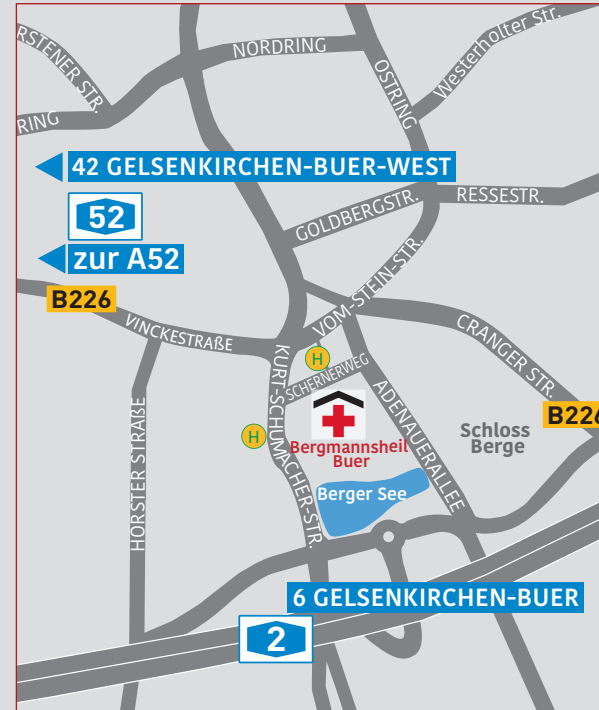 RSTENER STR.
NORDRING
OSTRING
Westerholter Str.
RING
42 GELSENKIRCHEN-BUER-WEST
52
zur A52
GOLDBERGSTR.
RESSESTR.
B226
VINCKESTRAßE
VOM-STEIN-STR.
CRANGER STR.
H
SCHERNERWEG
KURT-SCHUMACHER-STR.
ADENAUERALLEE
HORSTER STRAßE
H
Bergmannsheil
Buer
Schloss
Berge
B226
Berger See
6 GELSENKIRCHEN-BUER
2